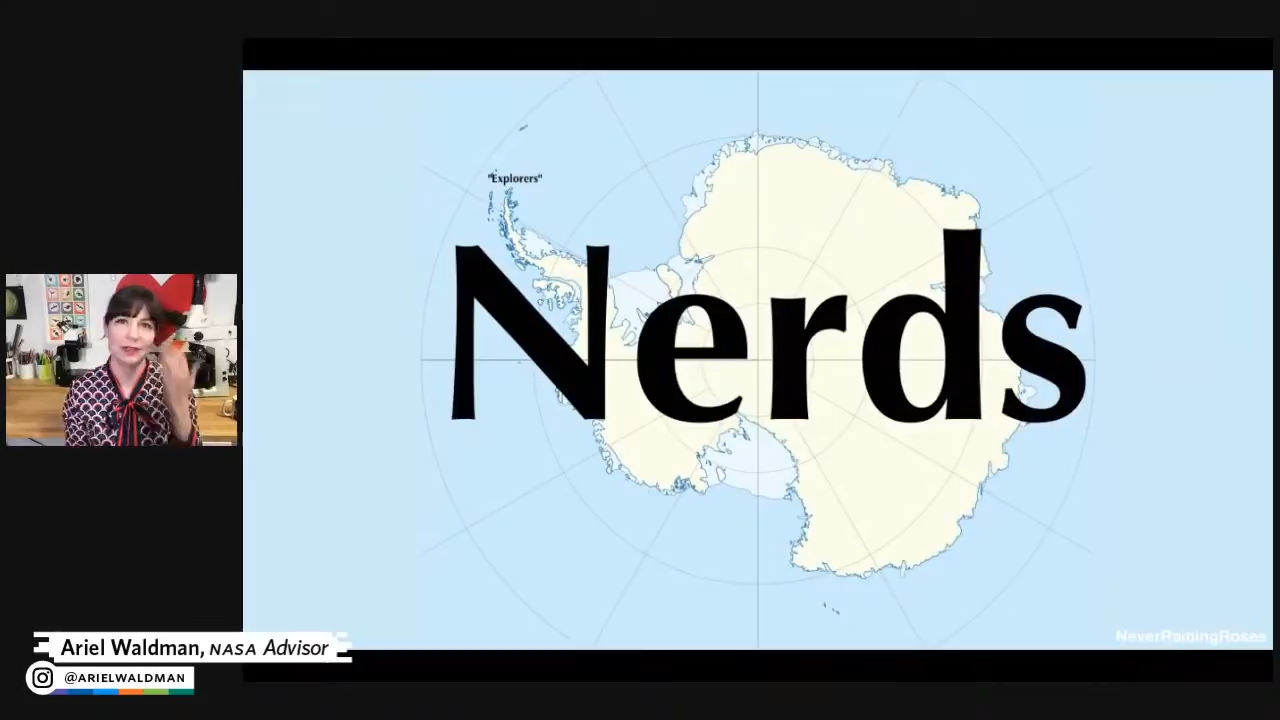 "Explorers"
Nerds
NeverRainingRoses
Ariel Waldman, NASA Advisor
@ARIELWALDMAN